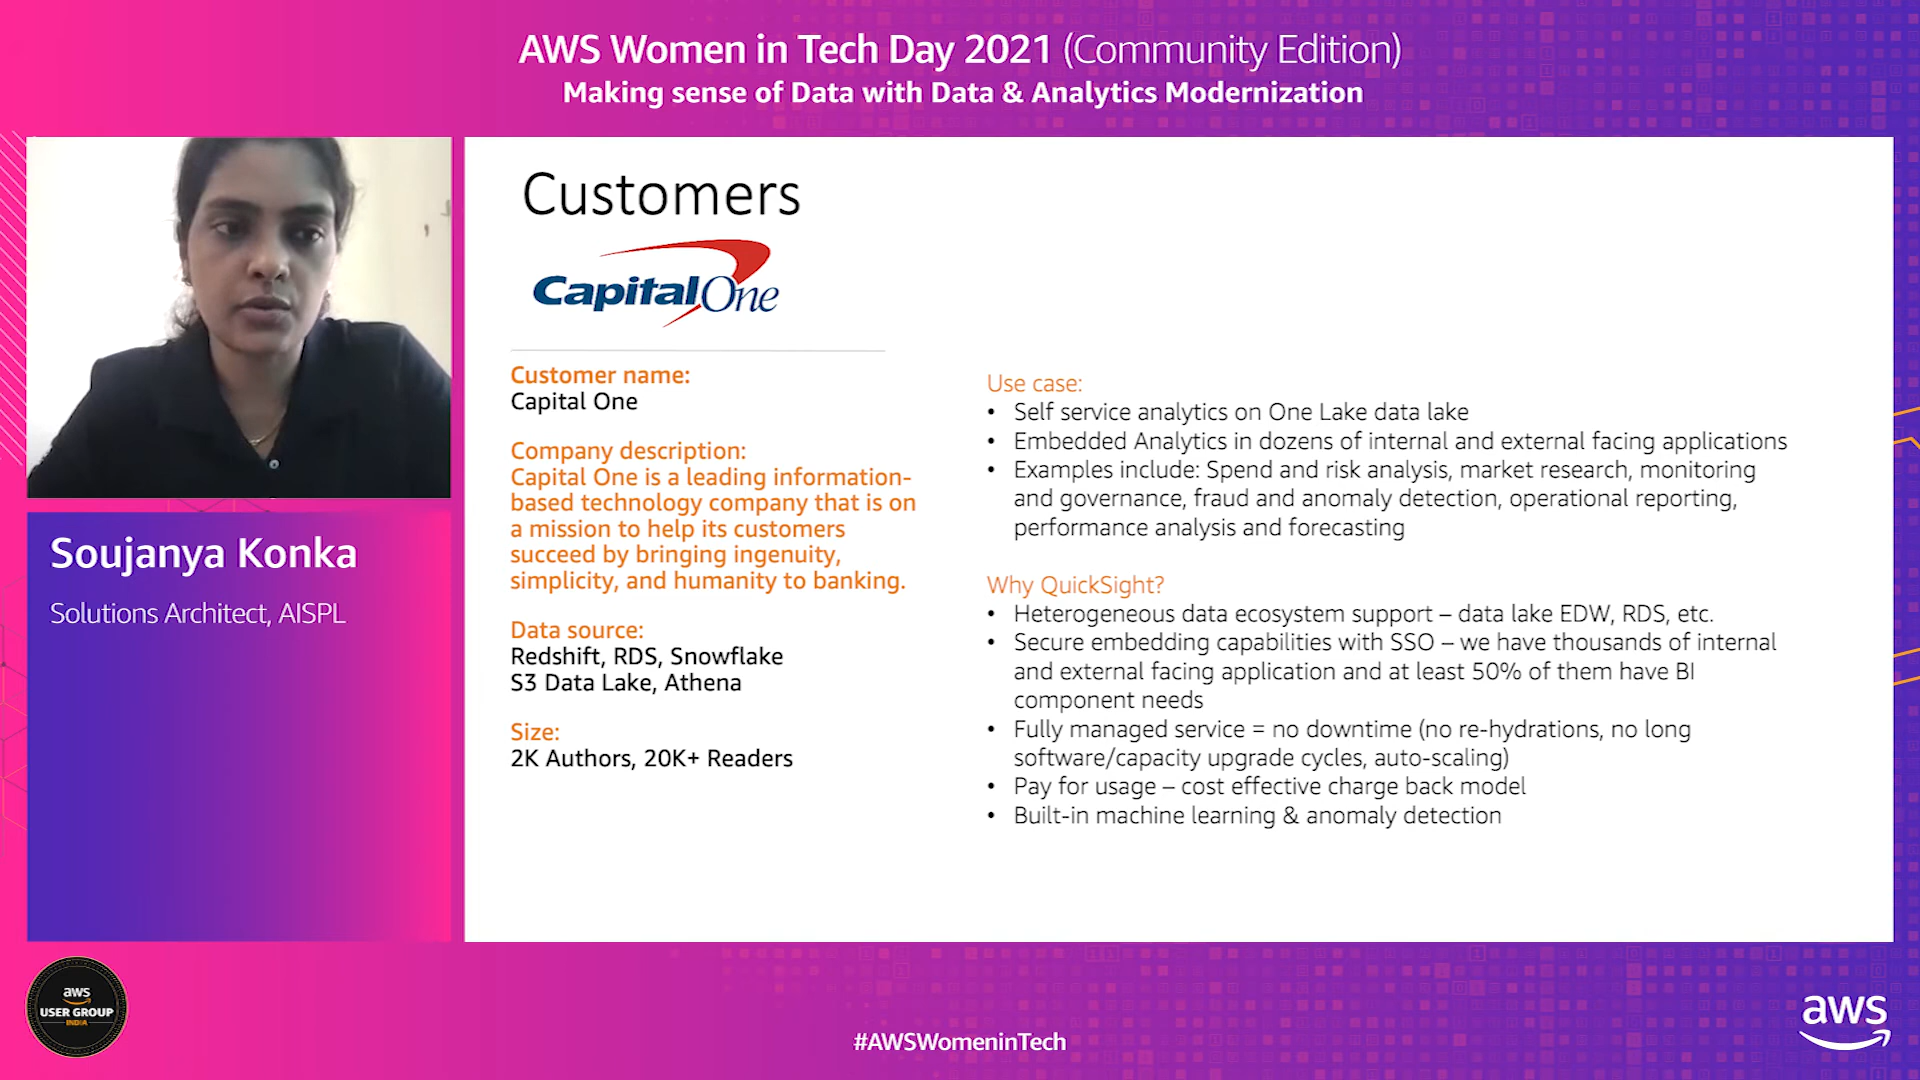 AWS Women in Tech Day 2021 (Community Edition)
Making sense of Data with Data & Analytics Modernization
Soujanya Konka
Solutions Architect, AISPL
Customers
CapitalOne
Customer name:
Capital One
Company description:
Capital One is a leading information-
based technology company that is on
a mission to help its customers
succeed by bringing ingenuity,
simplicity, and humanity to banking.
Data source:
Redshift, RDS, Snowflake
S3 Data Lake, Athena
Size:
2K Authors, 20K+ Readers
Use case:
• Self service analytics on One Lake data lake
• Embedded Analytics in dozens of internal and external facing applications
• Examples include: Spend and risk analysis, market research, monitoring
and governance, fraud and anomaly detection, operational reporting,
performance analysis and forecasting
Why QuickSight?
• Heterogeneous data ecosystem support – data lake EDW, RDS, etc.
• Secure embedding capabilities with SSO – we have thousands of internal
and external facing application and at least 50% of them have BI
component needs
• Fully managed service = no downtime (no re-hydrations, no long
software/capacity upgrade cycles, auto-scaling)
• Pay for usage – cost effective charge back model
• Built-in machine learning & anomaly detection
aws
USER GROUP
INDIA
#AWSWomeninTech
aws